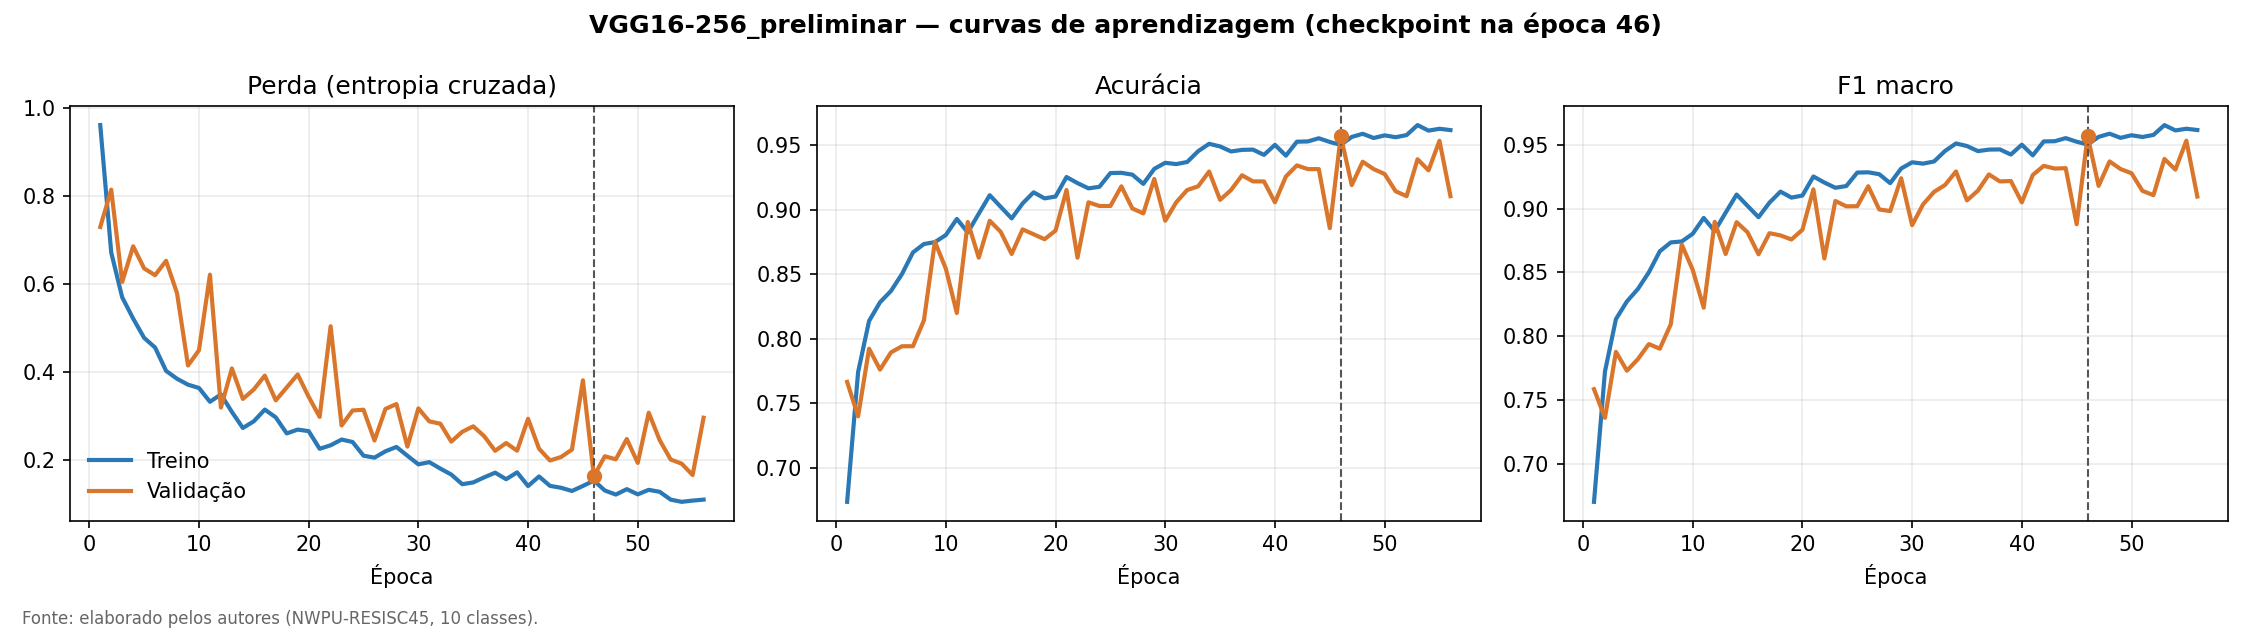 VGG16-256_preliminar — curvas de aprendizagem (checkpoint na época 46)
Perda (entropia cruzada)
1.0
0.8
0.6
0.4
0.2
Treino
Validação
0 10 20 30 40 50
Época
Acurácia
0.95
0.90
0.85
0.80
0.75
0.70
0 10 20 30 40 50
Época
F1 macro
0.95
0.90
0.85
0.80
0.75
0.70
0 10 20 30 40 50
Época
Fonte: elaborado pelos autores (NWPU-RESISC45, 10 classes).